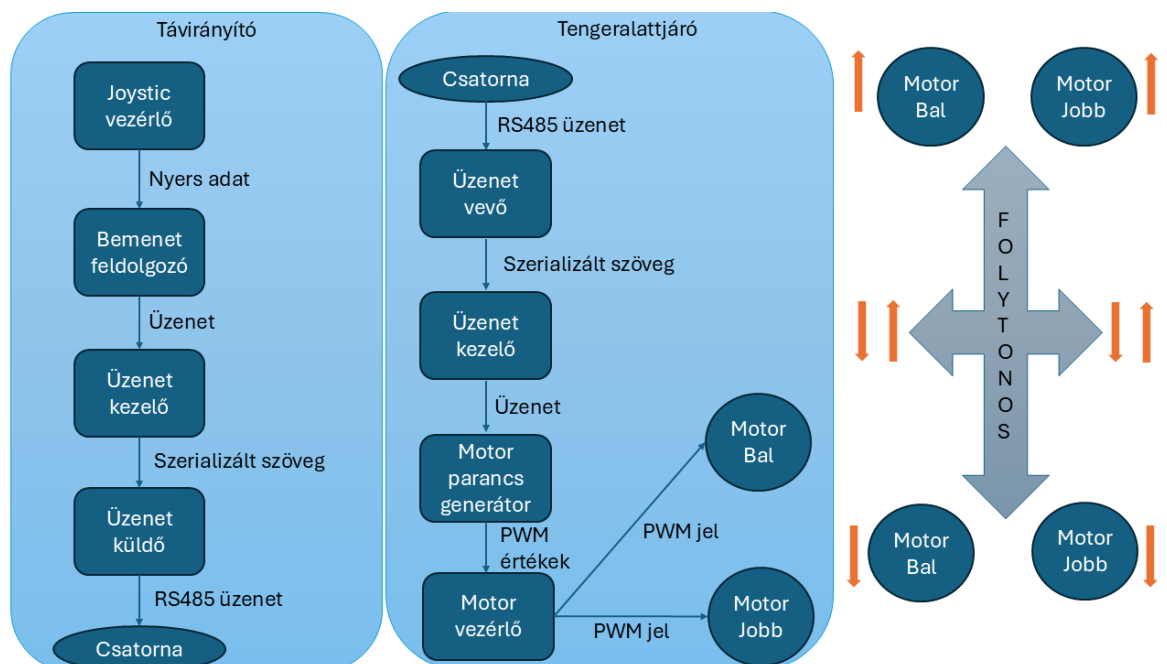 Távirányító
Joystic
vezérlő
Nyers adat
Bemenet
feldolgozó
Üzenet
Üzenet
kezelő
Szerializált szöveg
Üzenet
küldő
RS485 üzenet
Csatorna
Tengeralattjáró
Csatorna
RS485 üzenet
Üzenet
vevő
Szerializált szöveg
Üzenet
kezelő
Üzenet
Motor
parancs
generátor
PWM
értékek
Motor
vezérlő
PWM jel
PWM jel
Motor
Bal
Motor
Jobb
Motor
Bal
Motor
Jobb
FOLYTONOS
Motor
Bal
Motor
Jobb